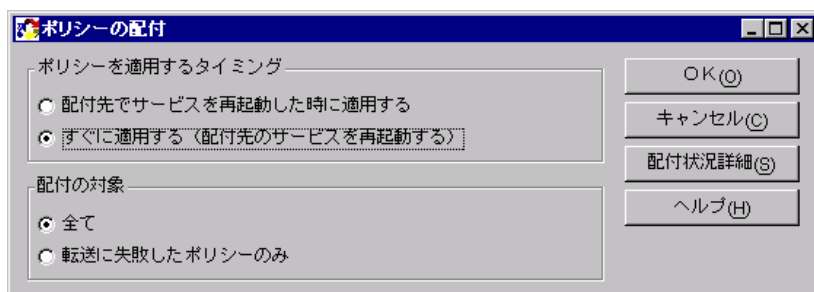 ポリシーの配付
ポリシーを適用するタイミング
配付先でサービスを再起動した時に適用する
すぐに適用する（配付先のサービスを再起動する）
配付の対象
全て
転送に失敗したポリシーのみ
ＯＫ(O)
キャンセル(C)
配付状況詳細(S)
ヘルプ(H)